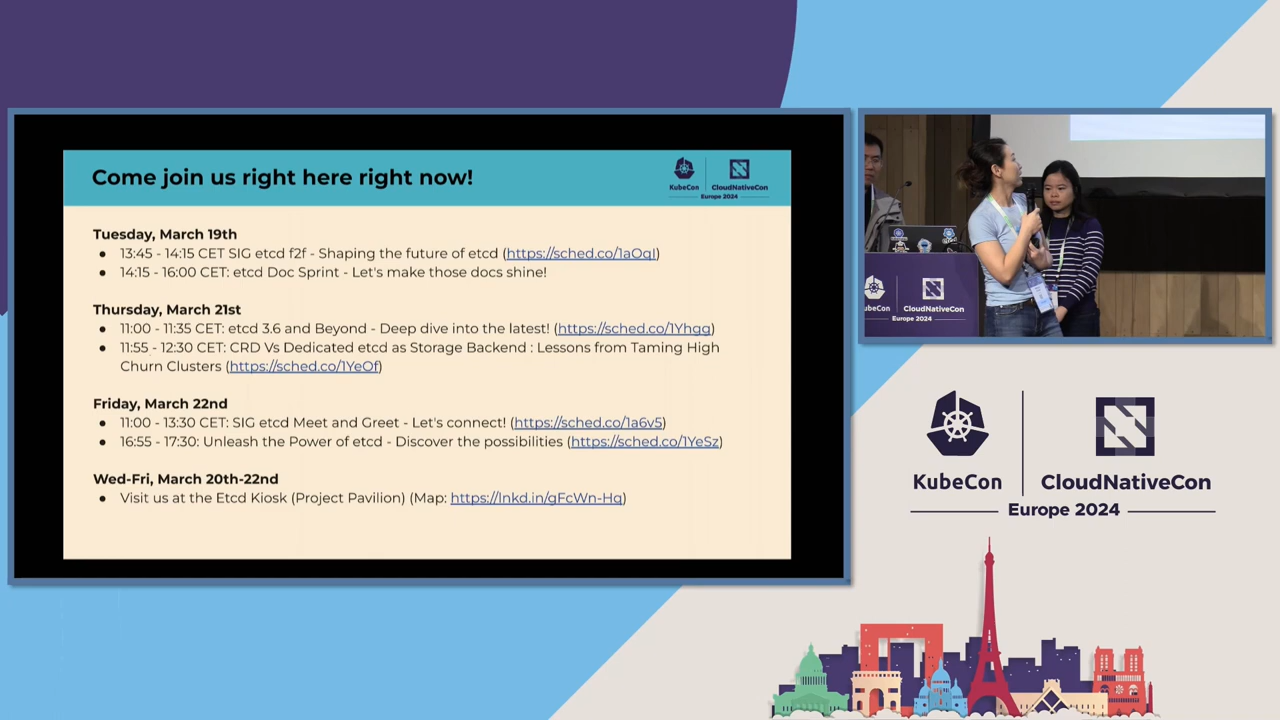 Come join us right here right now!
KubeCon
CloudNativeCon
Europe 2024
Tuesday, March 19th
● 13:45 - 14:15 CET SIG etcd f2f - Shaping the future of etcd (https://sched.co/1aOqI)
● 14:15 - 16:00 CET: etcd Doc Sprint - Let's make those docs shine!
Thursday, March 21st
● 11:00 - 11:35 CET: etcd 3.6 and Beyond - Deep dive into the latest! (https://sched.co/1Yhgg)
● 11:55 - 12:30 CET: CRD Vs Dedicated etcd as Storage Backend : Lessons from Taming High
Churn Clusters (https://sched.co/1YeOf)
Friday, March 22nd
● 11:00 - 13:30 CET: SIG etcd Meet and Greet - Let's connect! (https://sched.co/1a6v5)
● 16:55 - 17:30: Unleash the Power of etcd - Discover the possibilities (https://sched.co/1YeSz)
Wed-Fri, March 20th-22nd
● Visit us at the Etcd Kiosk (Project Pavilion) (Map: https://lnkd.in/gFcWn-Hq)
KubeCon
CloudNativeCon
Europe 2024
KubeCon
CloudNativeCon
Europe 2024